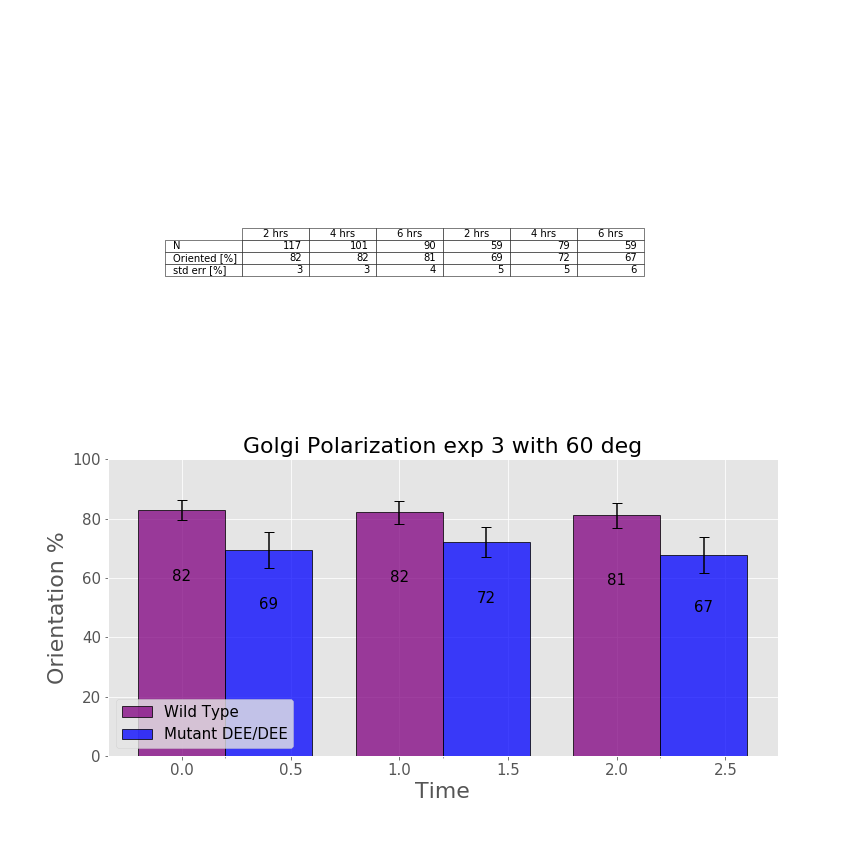 2 hrs 4 hrs 6 hrs 2 hrs 4 hrs 6 hrs
N 117 101 90 59 79 59
Oriented [%] 82 82 81 69 72 67
std err [%] 3 3 4 5 5 6
Golgi Polarization exp 3 with 60 deg
Orientation %
100
80
60
40
20
0
82
69
82
72
81
67
Wild Type
Mutant DEE/DEE
0.0 0.5 1.0 1.5 2.0 2.5
Time